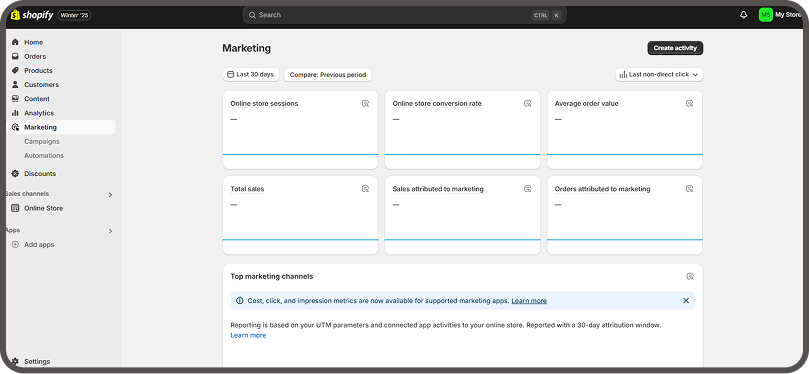 shopify Winter '25 Search CTRL K MS My Store
Home
Orders
Products
Customers
Content
Analytics
Marketing
Campaigns
Automations
Discounts
Sales channels
Online Store
Apps
Add apps
Settings
Marketing Create activity
Last 30 days Compare: Previous period Last non-direct click
Online store sessions Online store conversion rate Average order value
— — —
Total sales Sales attributed to marketing Orders attributed to marketing
— — —
Top marketing channels
Cost, click, and impression metrics are now available for supported marketing apps. Learn more
Reporting is based on your UTM parameters and connected app activities to your online store. Reported with a 30-day attribution window.
Learn more